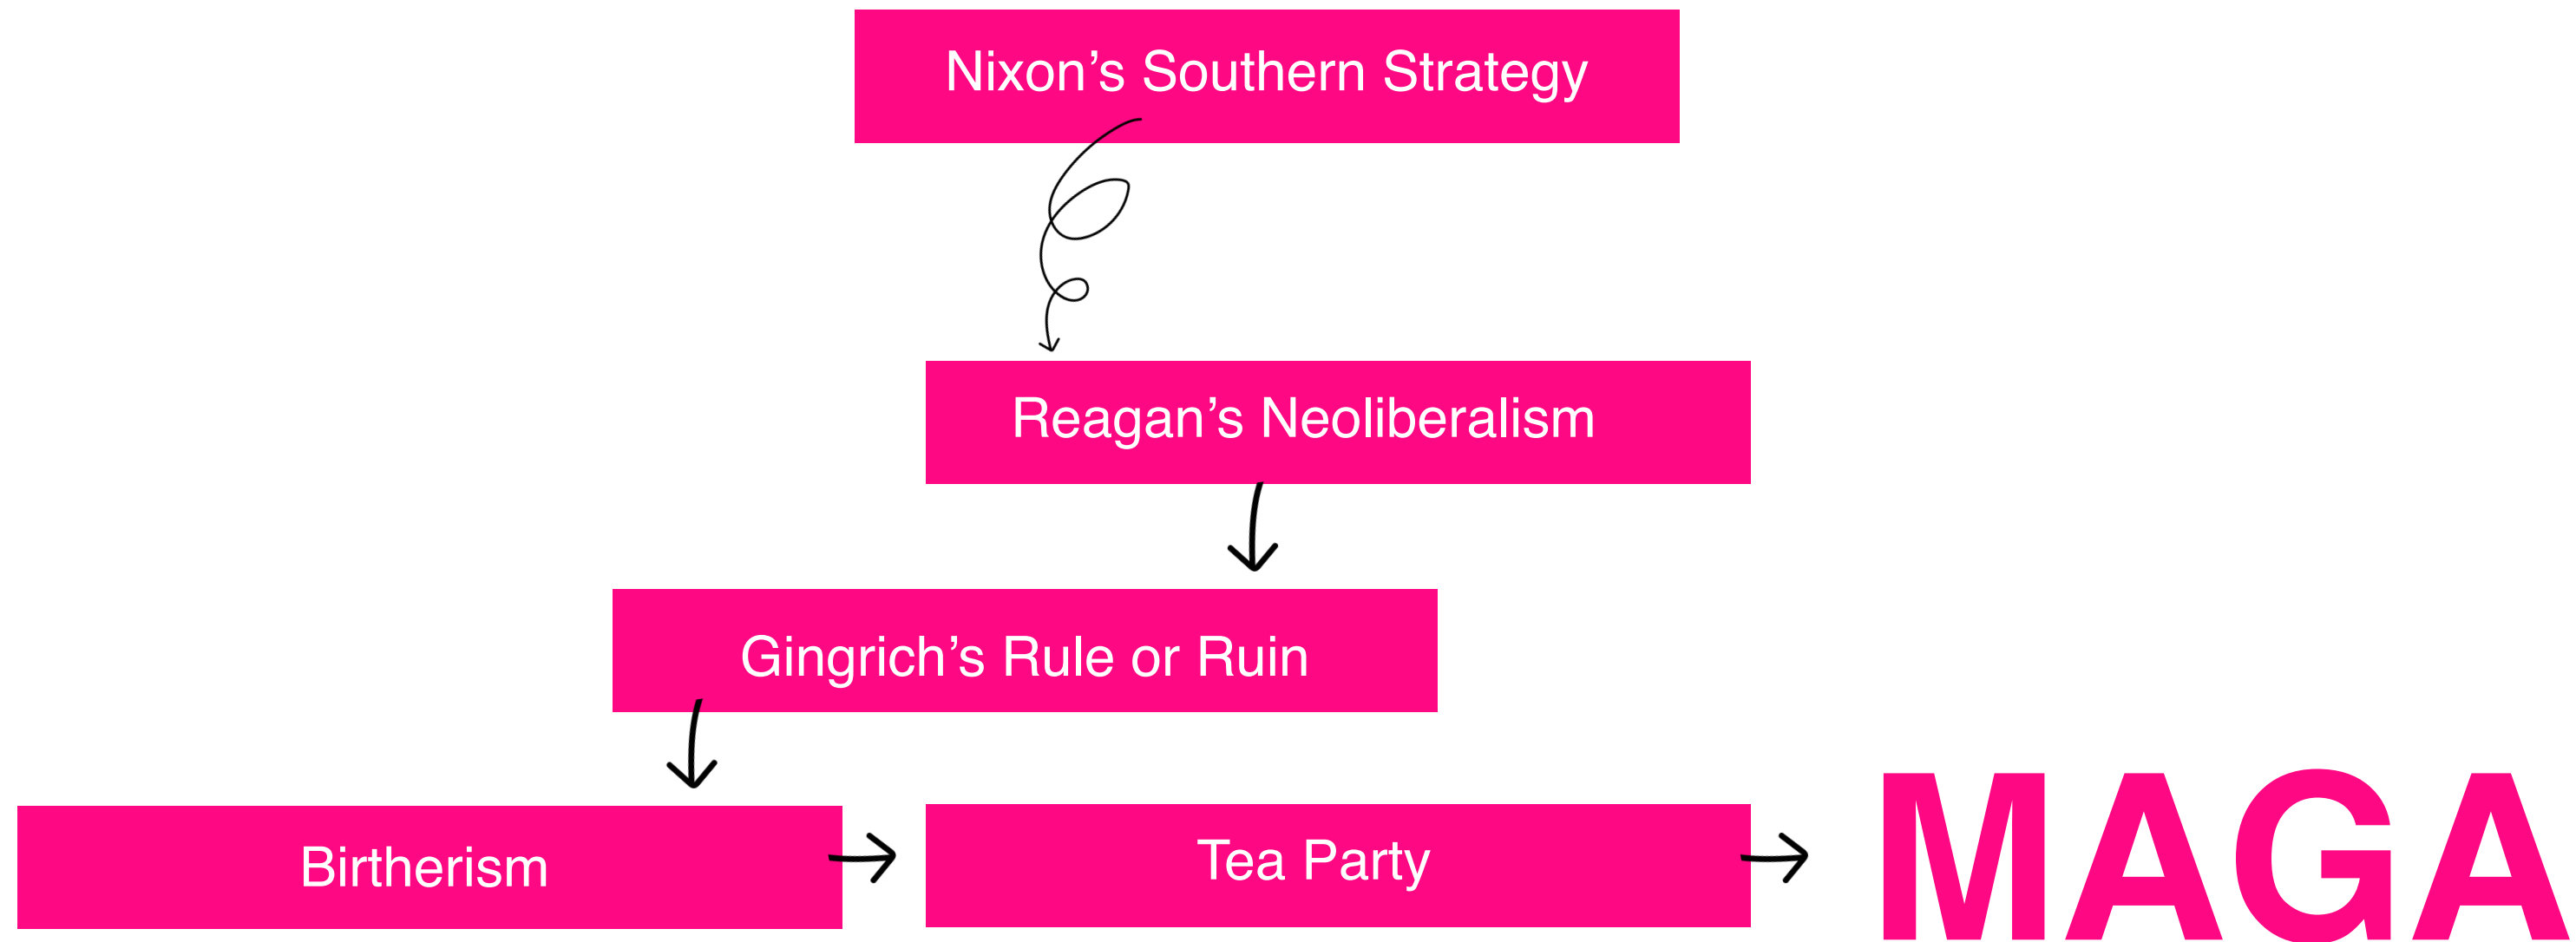 Nixon’s Southern Strategy
Reagan’s Neoliberalism
Gingrich’s Rule or Ruin
Birtherism
Tea Party
MAGA